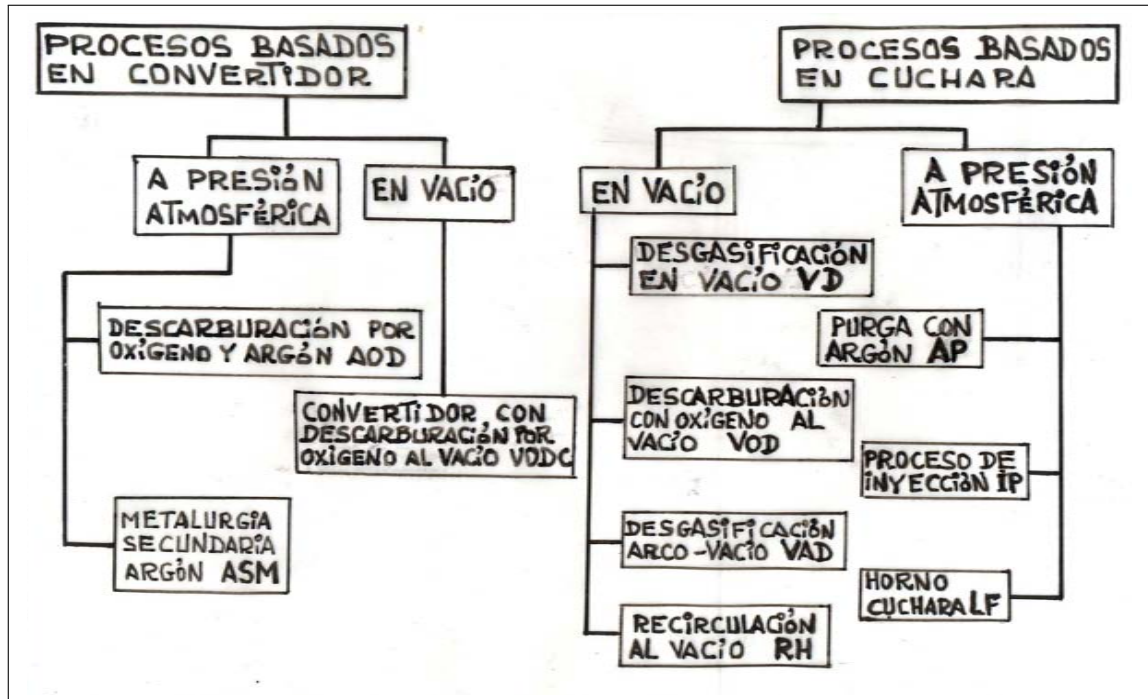 PROCESOS BASADOS
EN CONVERTIDOR
A PRESIÓN
ATMOSFÉRICA
EN VACÍO
DESCARBURACIÓN POR
OXÍGENO Y ARGÓN AOD
CONVERTIDOR CON
DESCARBURACIÓN POR
OXÍGENO AL VACÍO VODC
METALURGIA
SECUNDARIA
ARGÓN ASM
PROCESOS BASADOS
EN CUCHARA
EN VACÍO
A PRESIÓN
ATMOSFÉRICA
DESGASIFICACIÓN
EN VACÍO VD
DESCARBURACIÓN
CON OXÍGENO AL
VACÍO VOD
DESGASIFICACIÓN
ARCO-VACÍO VAD
RECIRCULACIÓN
AL VACÍO RH
PURGA CON
ARGÓN AP
PROCESO DE
INYECCIÓN IP
HORNO
CUCHARA LF